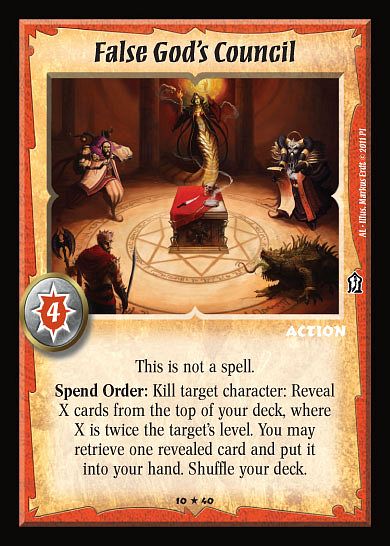 False God's Council
AL · Illus. Markus Erdt © 2011 PI
4
ACTION
This is not a spell.
Spend Order: Kill target character: Reveal
X cards from the top of your deck, where
X is twice the target's level. You may
retrieve one revealed card and put it
into your hand. Shuffle your deck.
10 ★ 40